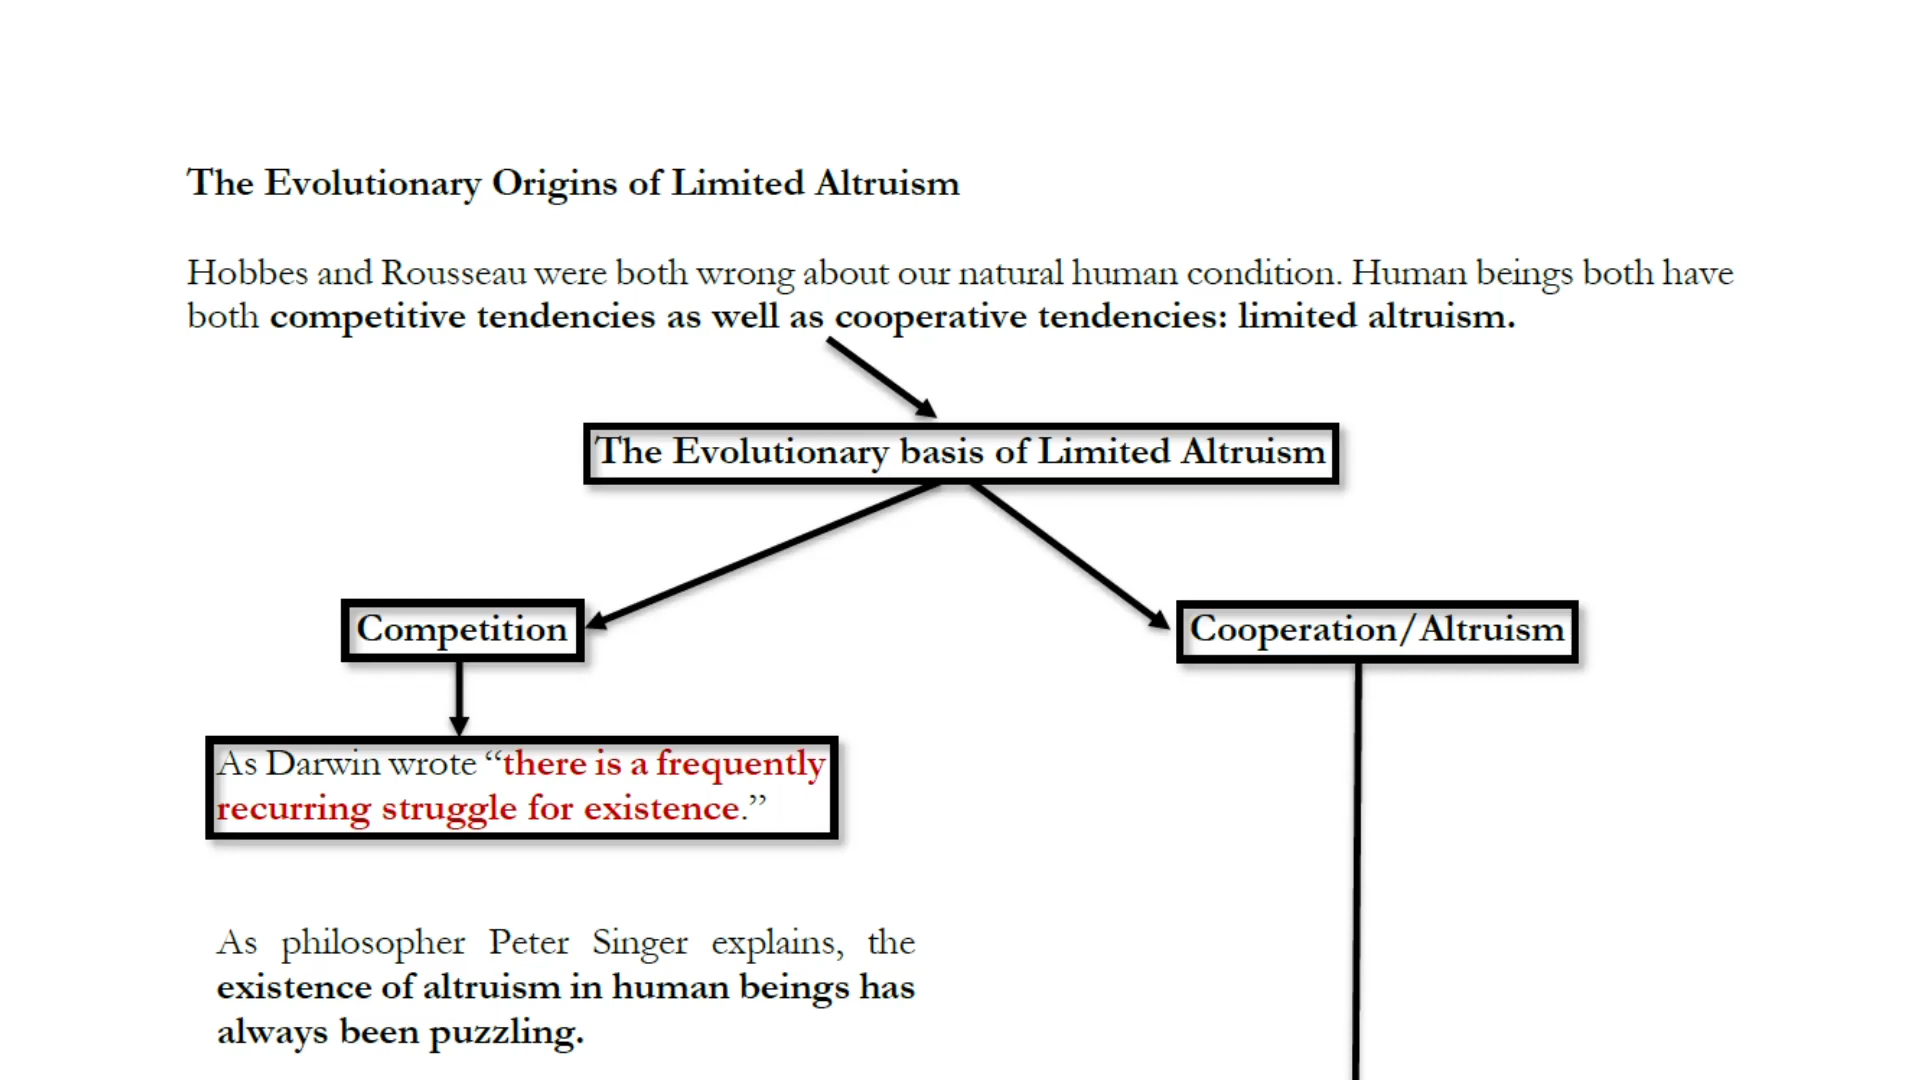 The Evolutionary Origins of Limited Altruism
Hobbes and Rousseau were both wrong about our natural human condition. Human beings both have
both competitive tendencies as well as cooperative tendencies: limited altruism.
The Evolutionary basis of Limited Altruism
Competition
Cooperation/Altruism
As Darwin wrote “there is a frequently
recurring struggle for existence.”
As philosopher Peter Singer explains, the
existence of altruism in human beings has
always been puzzling.